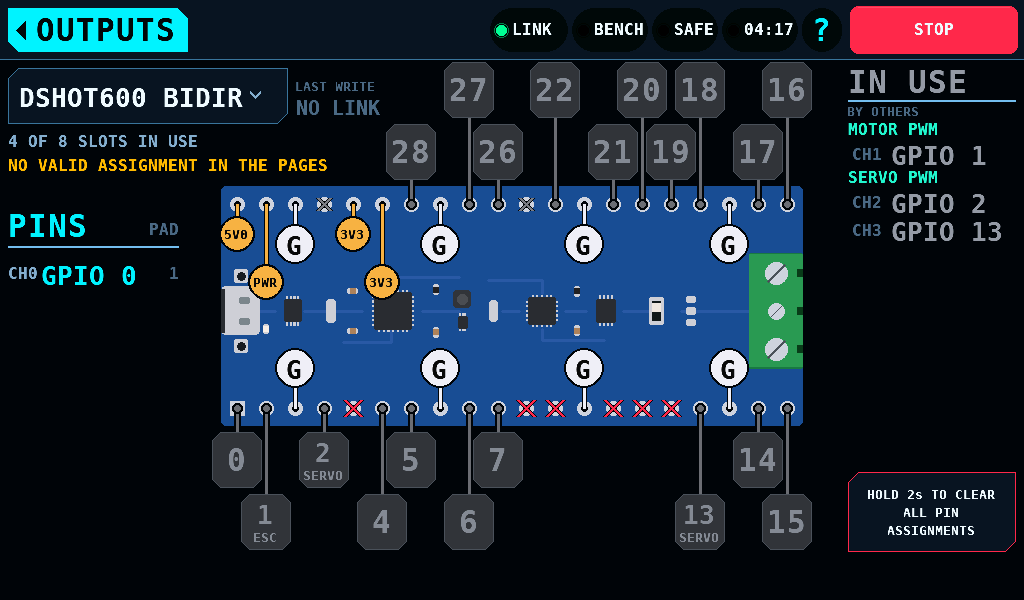 OUTPUTS
LINK
BENCH
SAFE
04:17
?
STOP
DSHOT600 BIDIR
LAST WRITE
NO LINK
4 OF 8 SLOTS IN USE
NO VALID ASSIGNMENT IN THE PAGES
PINS PAD
CH0 GPIO 0 1
27 22 20 18 16
28 26 21 19 17
5V0 G 3V3 G G G
PWR 3V3
G G G G
0 2 SERVO 5 7 14
1 ESC 4 6 13 SERVO 15
IN USE
BY OTHERS
MOTOR PWM
CH1 GPIO 1
SERVO PWM
CH2 GPIO 2
CH3 GPIO 13
HOLD 2s TO CLEAR
ALL PIN
ASSIGNMENTS